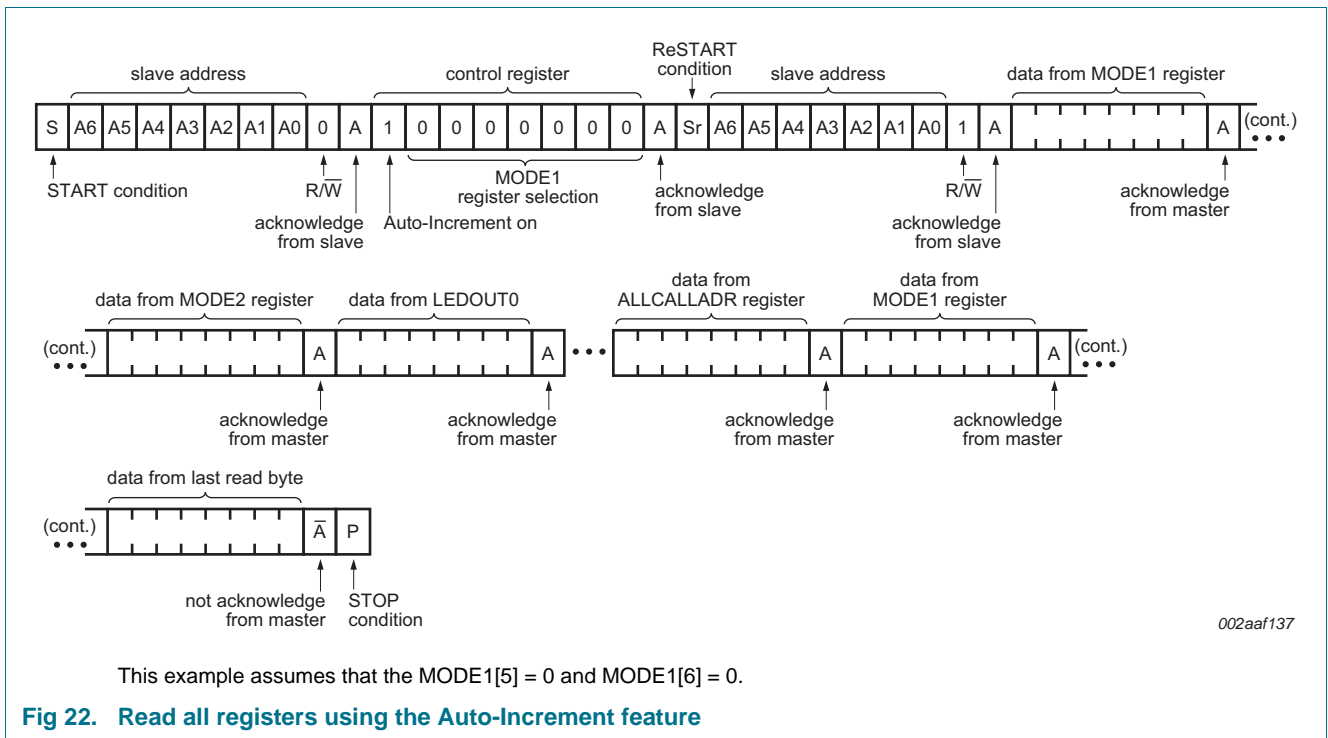 ReSTART
condition
slave address
control register
slave address
data from MODE1 register
S A6 A5 A4 A3 A2 A1 A0 0 A 1 0 0 0 0 0 0 0 A Sr A6 A5 A4 A3 A2 A1 A0 1 A A (cont.)
START condition
R/W̅
MODE1
register selection
acknowledge
from slave
R/W̅
acknowledge
from master
acknowledge
from slave
Auto-Increment on
acknowledge
from slave
data from MODE2 register
data from LEDOUT0
data from
ALLCALLADR register
data from
MODE1 register
(cont.) A A A A (cont.)
acknowledge
from master
acknowledge
from master
acknowledge
from master
acknowledge
from master
data from last read byte
(cont.) A̅ P
not acknowledge
from master
STOP
condition
002aaf137
This example assumes that the MODE1[5] = 0 and MODE1[6] = 0.
Fig 22. Read all registers using the Auto-Increment feature